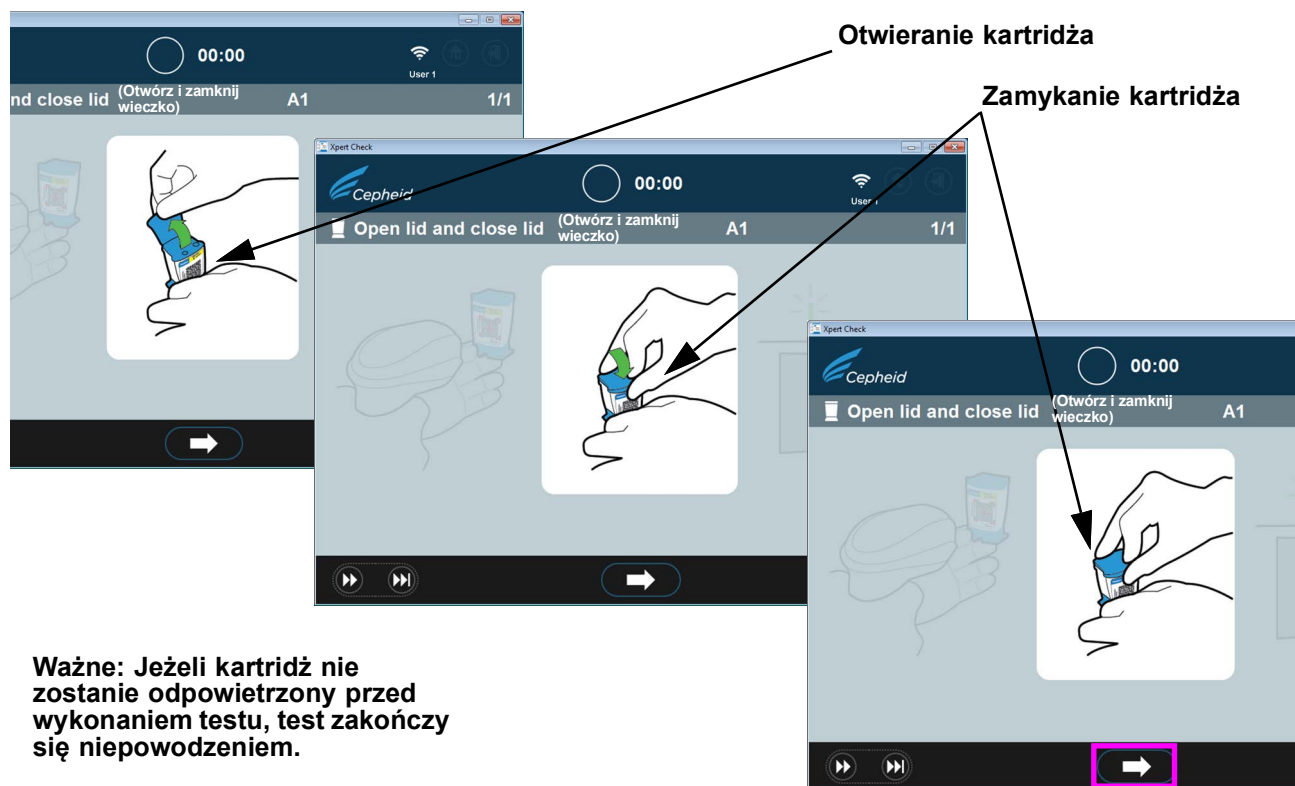 Otwieranie kartridża
Zamykanie kartridża
00:00
User 1
nd close lid (Otwórz i zamknij
wieczko) A1 1/1
Xpert Check
Cepheid
00:00
User 1
Open lid and close lid (Otwórz i zamknij
wieczko) A1 1/1
Xpert Check
Cepheid
00:00
Open lid and close lid (Otwórz i zamknij
wieczko) A1
Ważne: Jeżeli kartridż nie
zostanie odpowietrzony przed
wykonaniem testu, test zakończy
się niepowodzeniem.